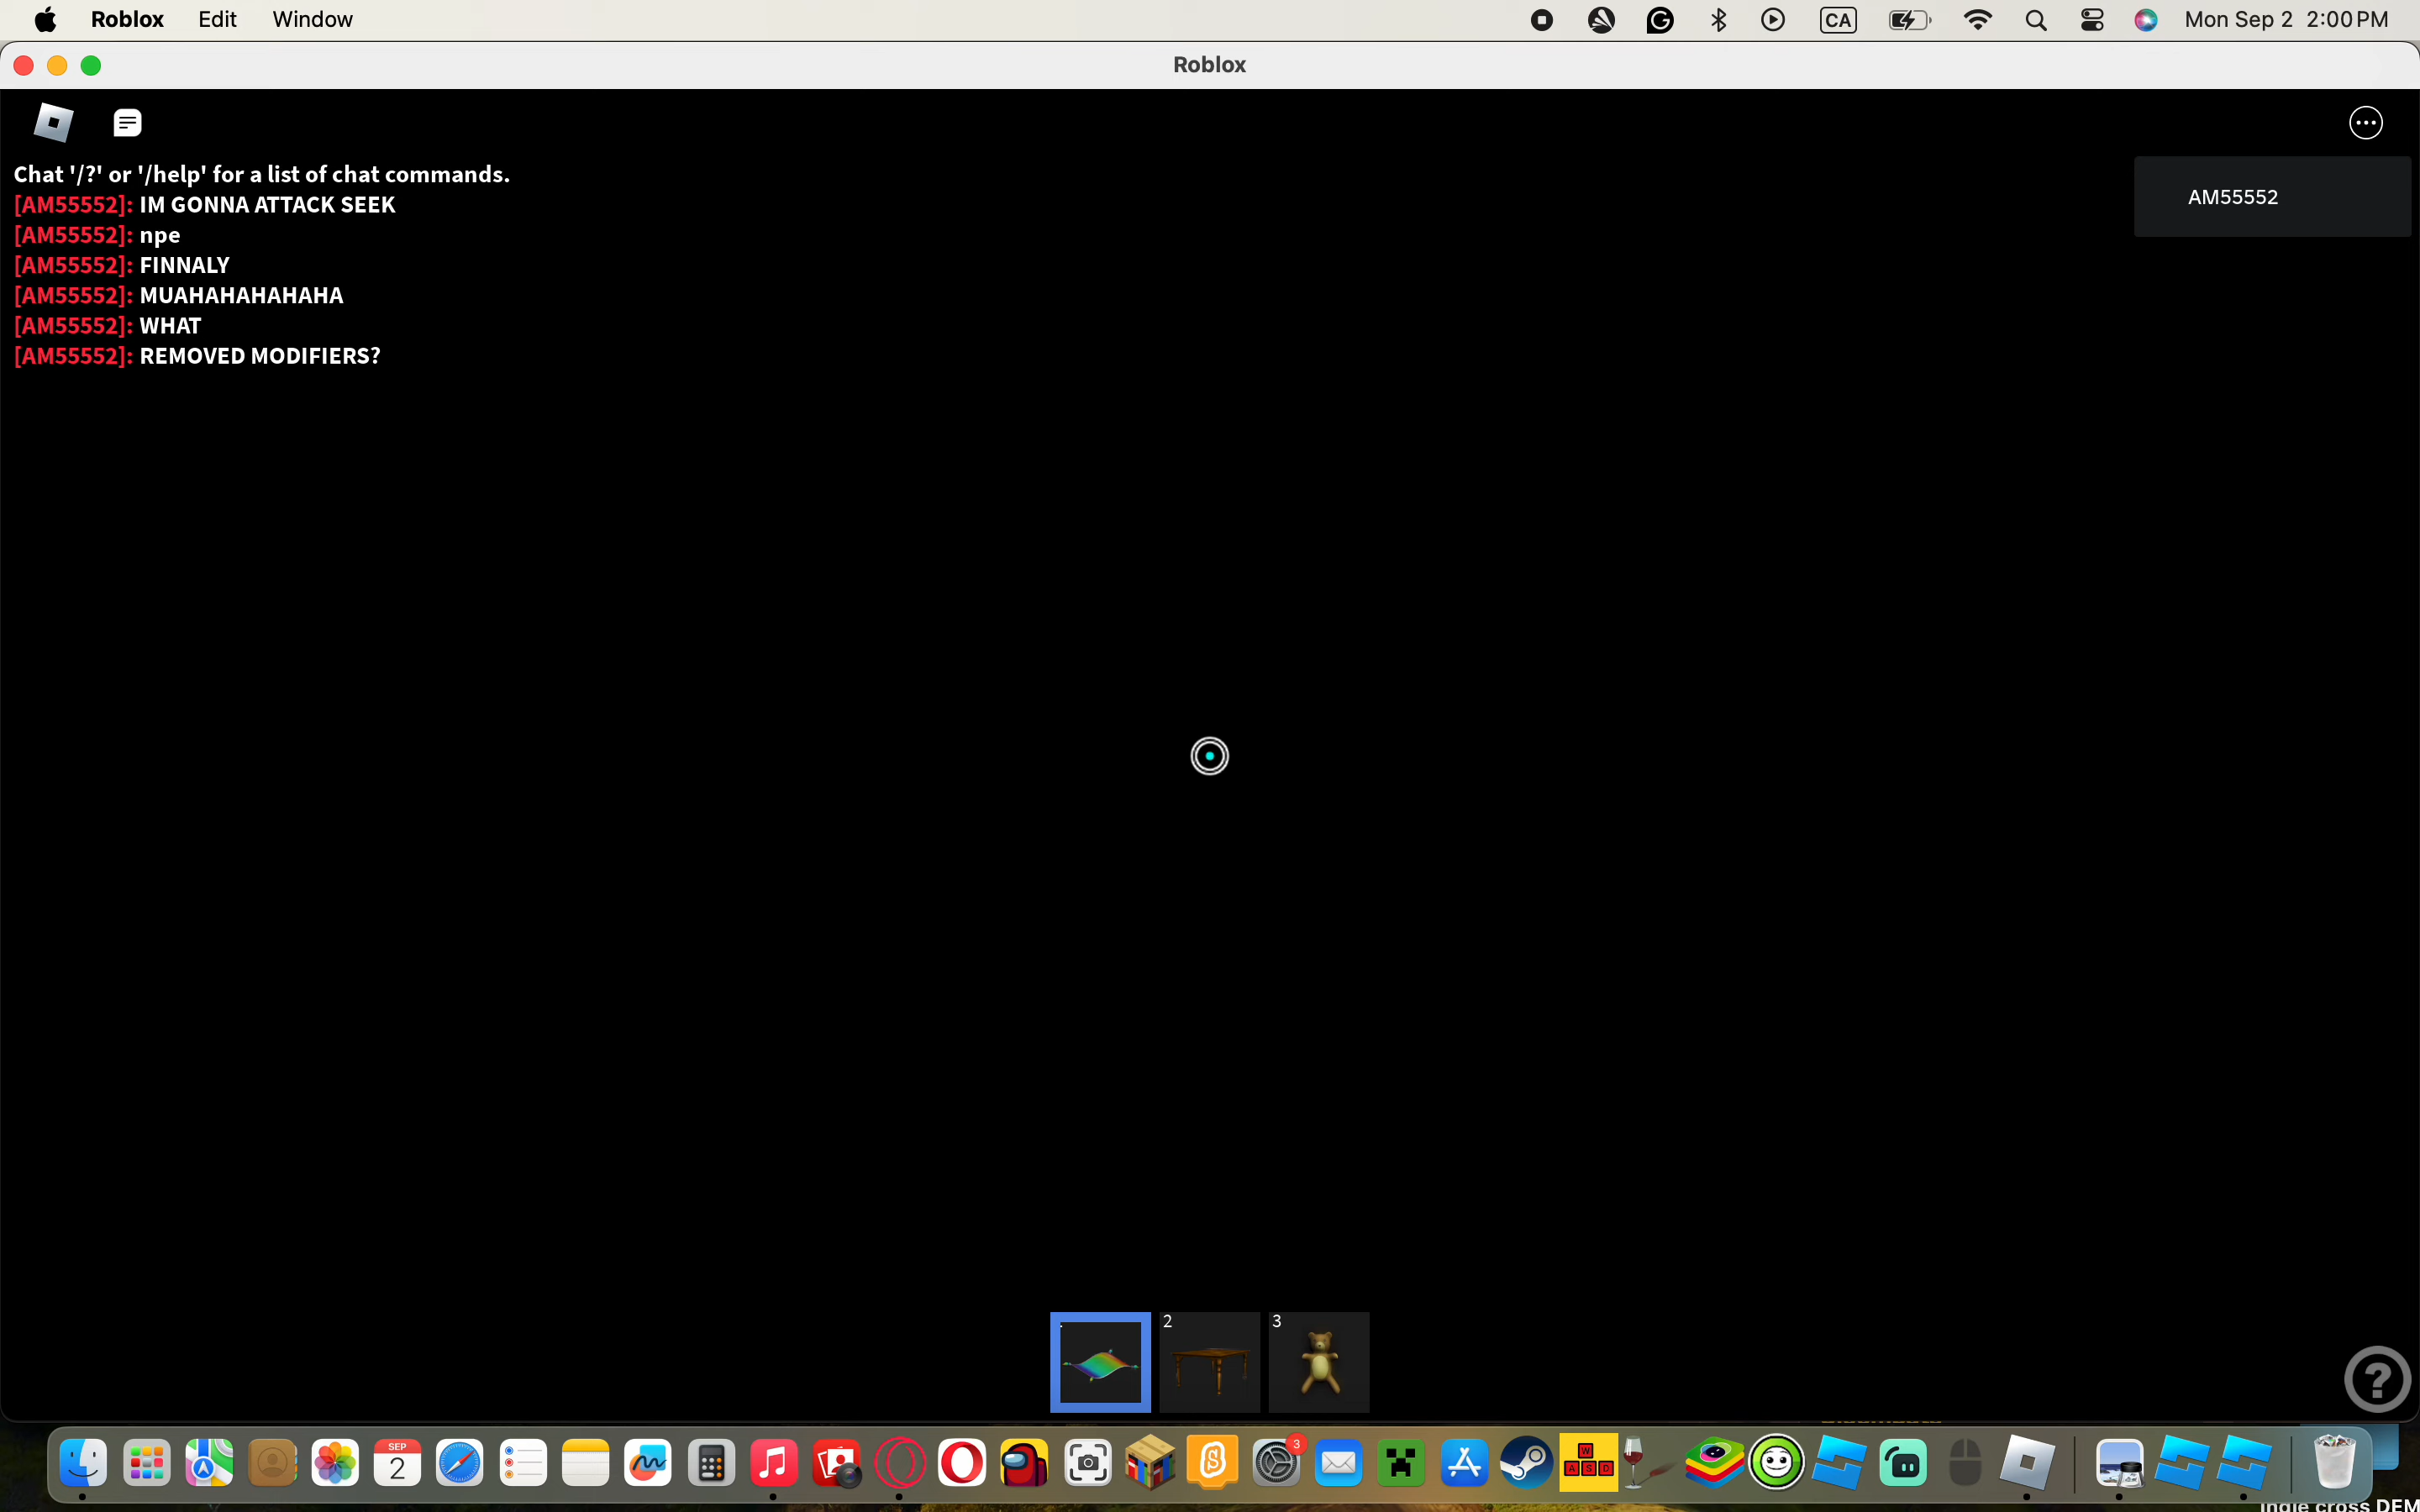 Roblox Edit Window CA Mon Sep 2 2:00 PM
Roblox
Chat '/?' or '/help' for a list of chat commands.
[AM55552]: IM GONNA ATTACK SEEK
[AM55552]: npe
[AM55552]: FINNALY
[AM55552]: MUAHAHAHAHAHA
[AM55552]: WHAT
[AM55552]: REMOVED MODIFIERS?
AM55552
2 3
?
SEP
2
3
W
A S D